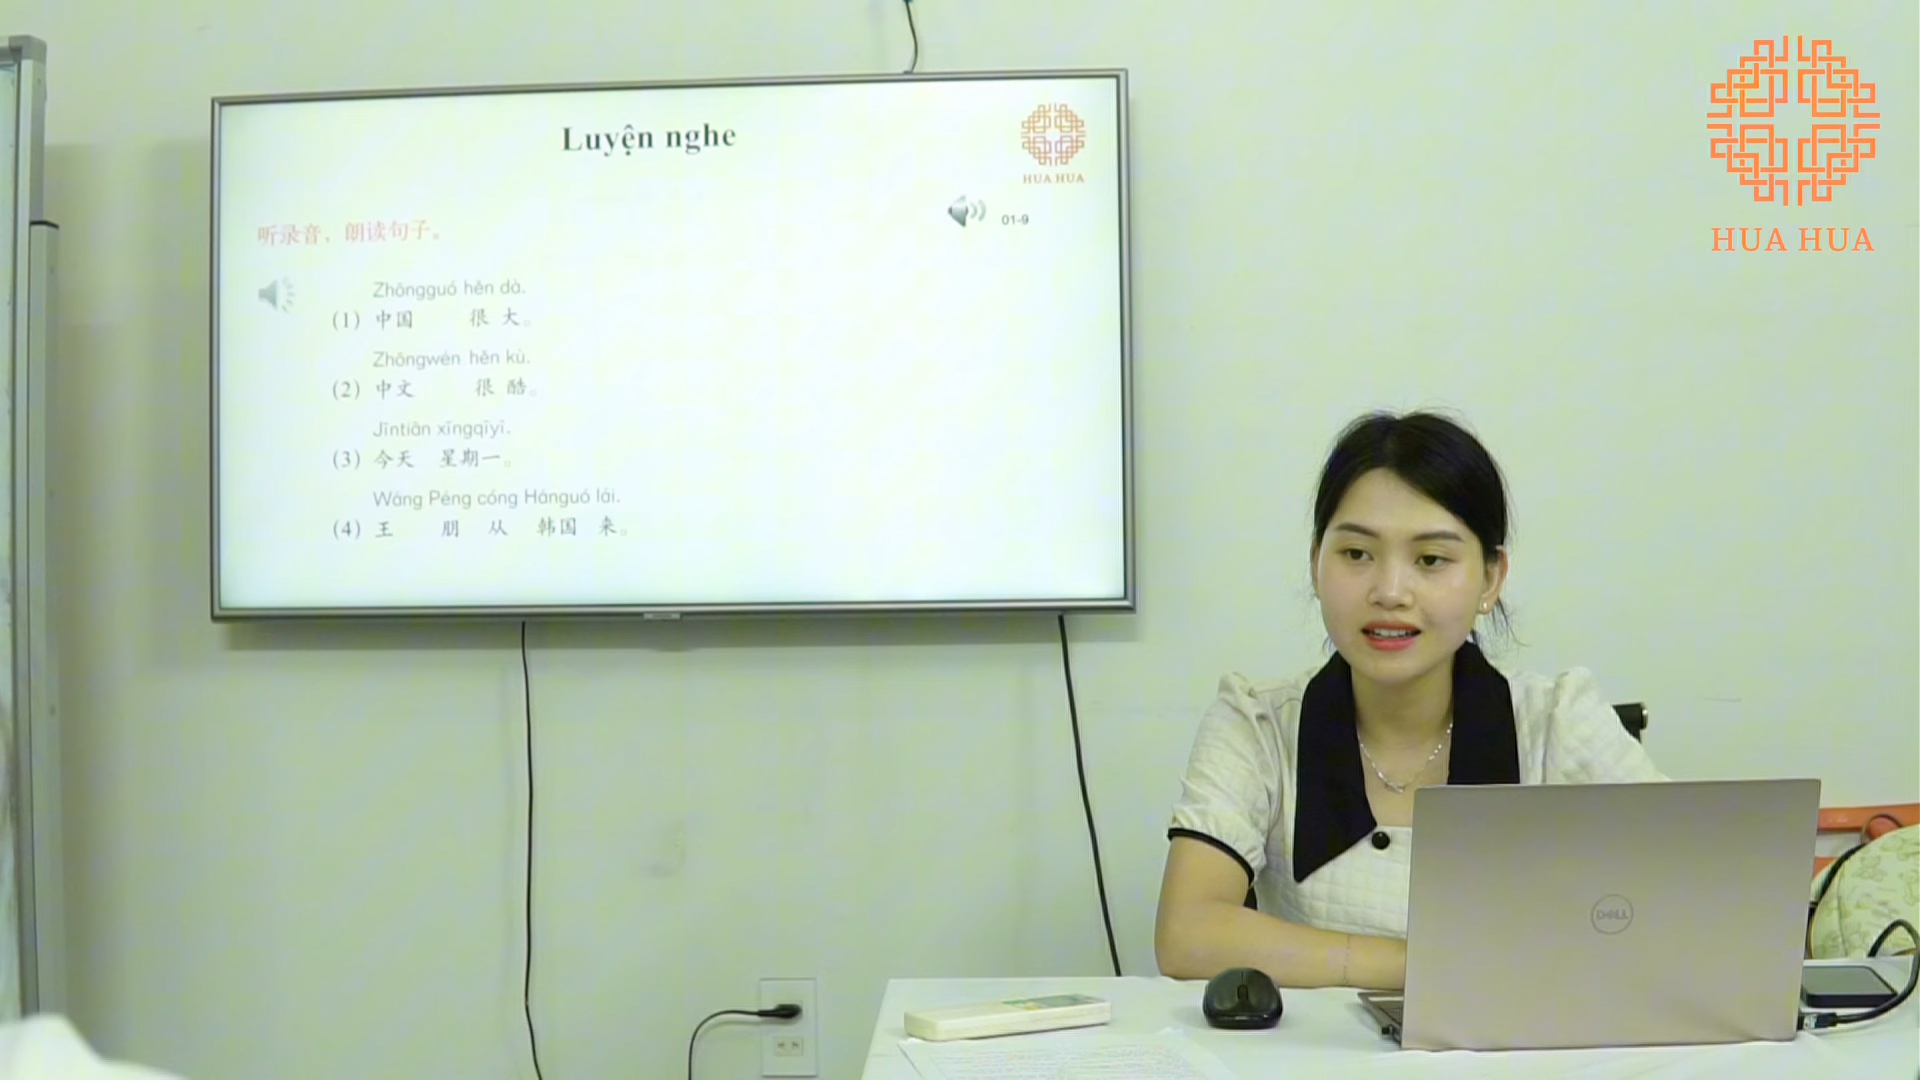 Luyện nghe
HUA HUA
听录音，朗读句子。
01-9
Zhōngguó hěn dà.
(1) 中国 很 大。
Zhōngwén hěn kù.
(2) 中文 很 酷。
Jīntiān xīngqīyī.
(3) 今天 星期一。
Wáng Péng cóng Hánguó lái.
(4) 王 朋 从 韩国 来。
HUA HUA
DELL